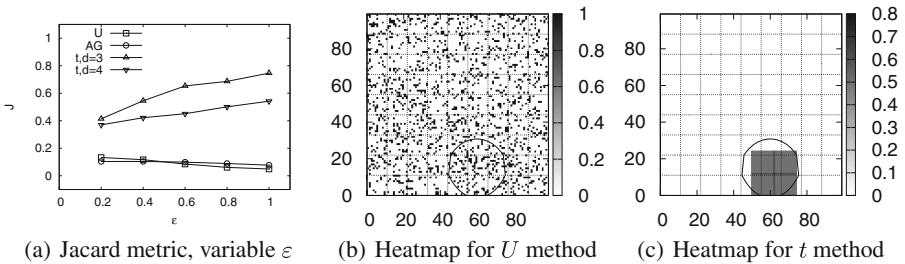 1
0.8
0.6
0.4
0.2
0
J
U
AG
t,d=3
t,d=4
0 0.2 0.4 0.6 0.8 1
ε
(a) Jacard metric, variable ε
100
80
60
40
20
0
0 20 40 60 80
1
0.8
0.6
0.4
0.2
0
(b) Heatmap for U method
100
80
60
40
20
0
0 20 40 60 80
0.8
0.7
0.6
0.5
0.4
0.3
0.2
0.1
0
(c) Heatmap for t method